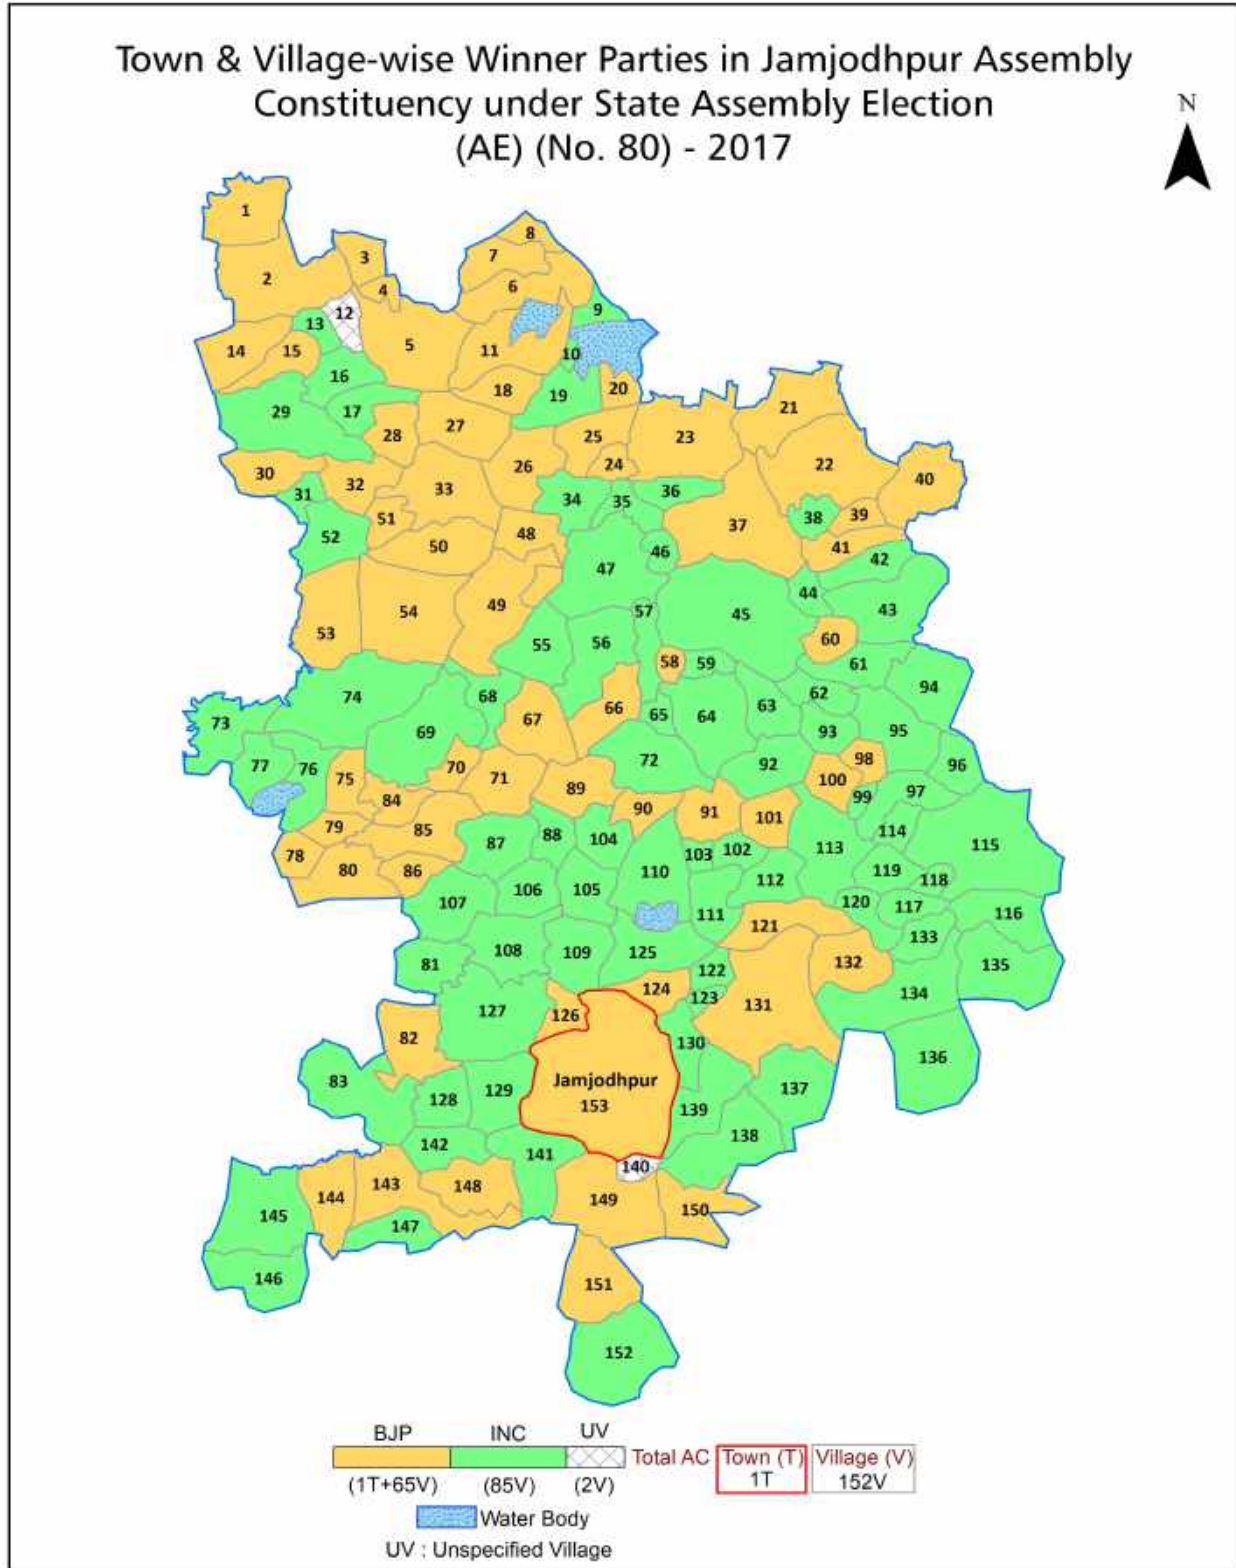 Town & Village-wise Winner Parties in Jamjodhpur Assembly
Constituency under State Assembly Election
(AE) (No. 80) - 2017
N
1
8
3 7
2 4 6
12 9
13 5
14 15 11 10
16 18 20
29 17 19 21
28 27 25 23
30 26 24 22
31 32 33 34 35 36 40
51 37 38 39
52 50 48 46 41
47 42
54 49 57 44
53 45 43
55 56 60
58 59 61
74 68 62 94
73 67 66 65 64 63
69 93 95
77 76 70 72 92 98 96
75 71 89 100
84 90 91 101 99 97
79 85 88 104 114
87 103 102 113 115
78 80 86 110 119
106 105 112 118
107 111 120 117 116
121 133
81 108 109 125 132 135
122
124 123 134
127 126 131
82 130
136
83 Jamjodhpur
128 129 153 139 137
142 138
141 140
144 143 148 149 150
145 147
146 151
152
BJP INC UV
Total AC Town (T) Village (V)
(1T+65V) (85V) (2V) 1T 152V
Water Body
UV : Unspecified Village